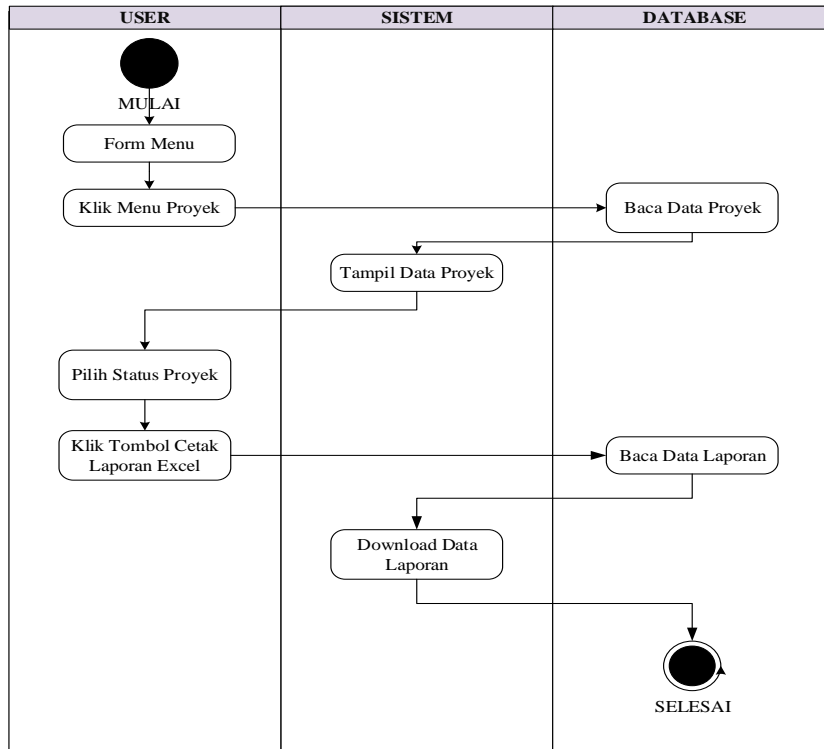 USER
SISTEM
DATABASE
MULAI
Form Menu
Klik Menu Proyek
Baca Data Proyek
Tampil Data Proyek
Pilih Status Proyek
Klik Tombol Cetak
Laporan Excel
Baca Data Laporan
Download Data
Laporan
SELESAI